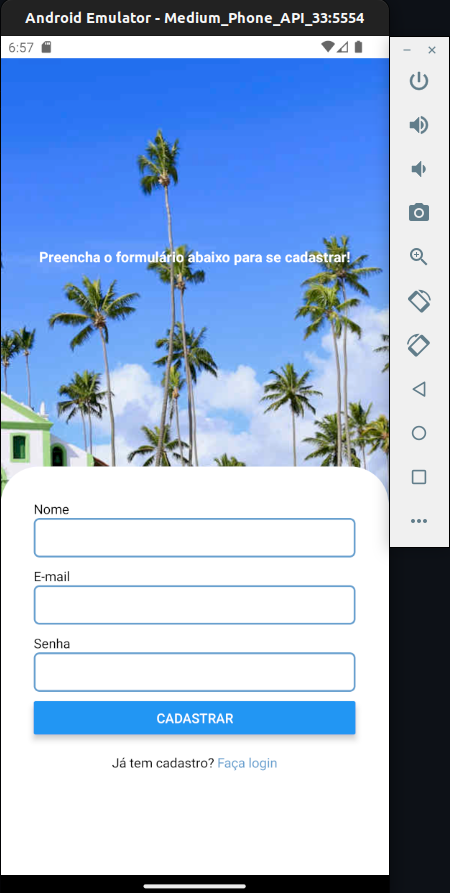 Android Emulator - Medium_Phone_API_33:5554
6:57
Preencha o formulário abaixo para se cadastrar!
Nome
E-mail
Senha
CADASTRAR
Já tem cadastro? Faça login